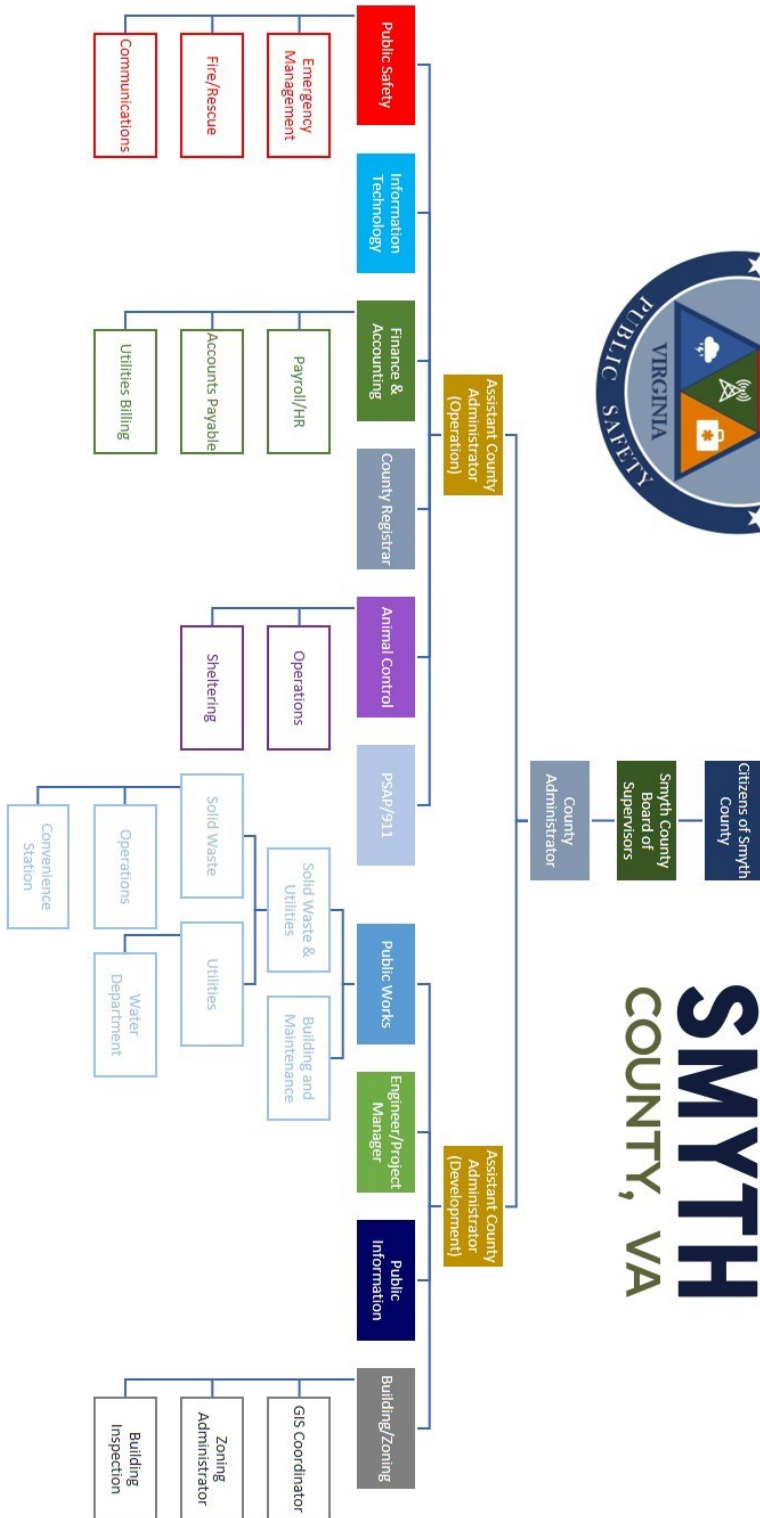 PUBLIC SAFETY
VIRGINIA
SMYTH
COUNTY, VA
Citizens of Smyth
County
Smyth County
Board of
Supervisors
County
Administrator
Assistant County
Administrator
(Operation)
Assistant County
Administrator
(Development)
Public Safety
Information
Technology
Finance &
Accounting
County Registrar
Animal Control
PSAP/911
Public Works
Engineer/Project
Manager
Public
Information
Building/Zoning
Emergency
Management
Fire/Rescue
Communications
Payroll/HR
Accounts Payable
Utilities Billing
Operations
Sheltering
Solid Waste &
Utilities
Building and
Maintenance
Solid Waste
Utilities
Operations
Water
Department
Convenience
Station
GIS Coordinator
Zoning
Administrator
Building
Inspection